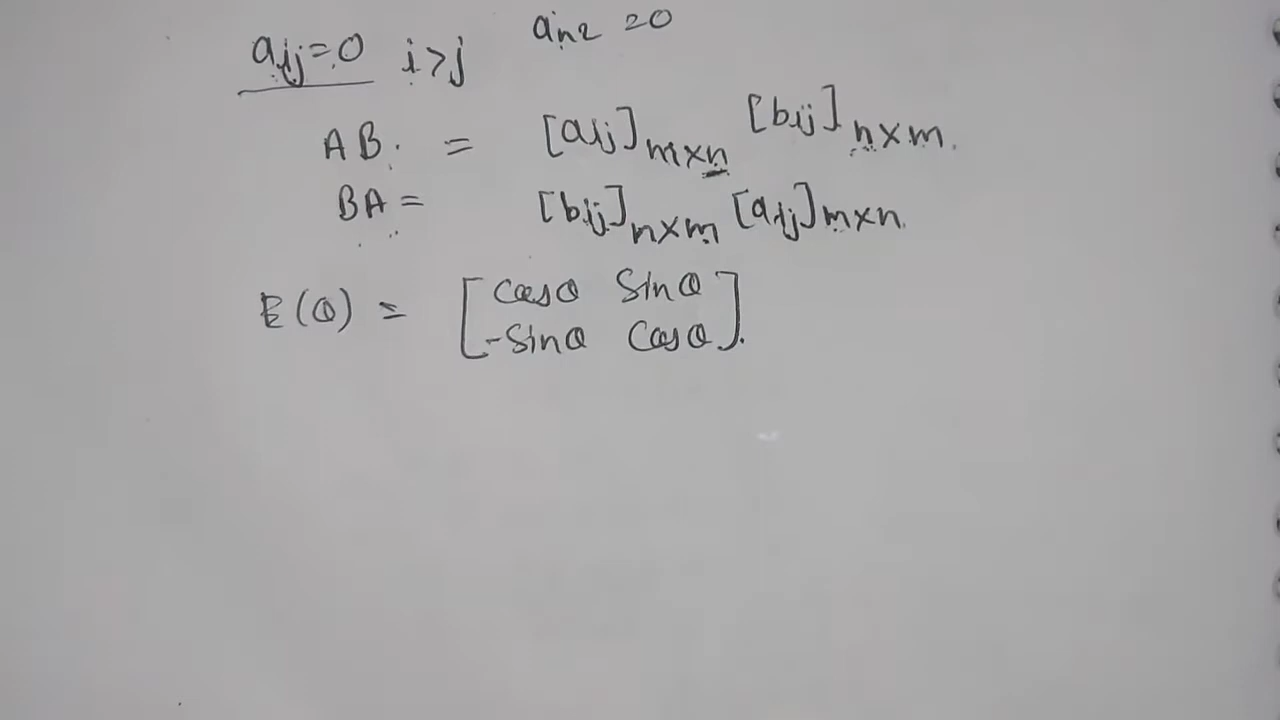 aij=0 i>j an2 = 0
AB. = [aij]m×n [bij]n×m.
BA = [bij]n×m [aij]m×n.
E(θ) = [cosθ sinθ
-sinθ cosθ].